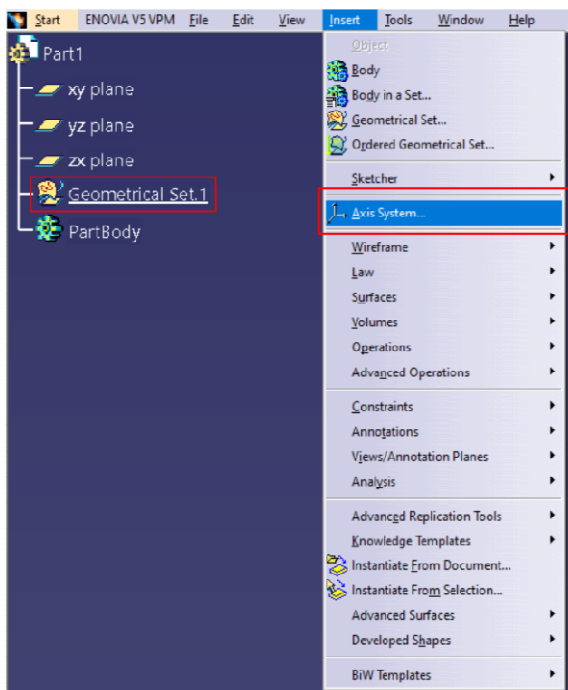 Start ENOVIA V5 VPM File Edit View Insert Tools Window Help
Part1
xy plane
yz plane
zx plane
Geometrical Set.1
PartBody
Object
Body
Body in a Set...
Geometrical Set...
Ordered Geometrical Set...
Sketcher
Axis System...
Wireframe
Law
Surfaces
Volumes
Operations
Advanced Operations
Constraints
Annotations
Views/Annotation Planes
Analysis
Advanced Replication Tools
Knowledge Templates
Instantiate From Document...
Instantiate From Selection...
Advanced Surfaces
Developed Shapes
BiW Templates